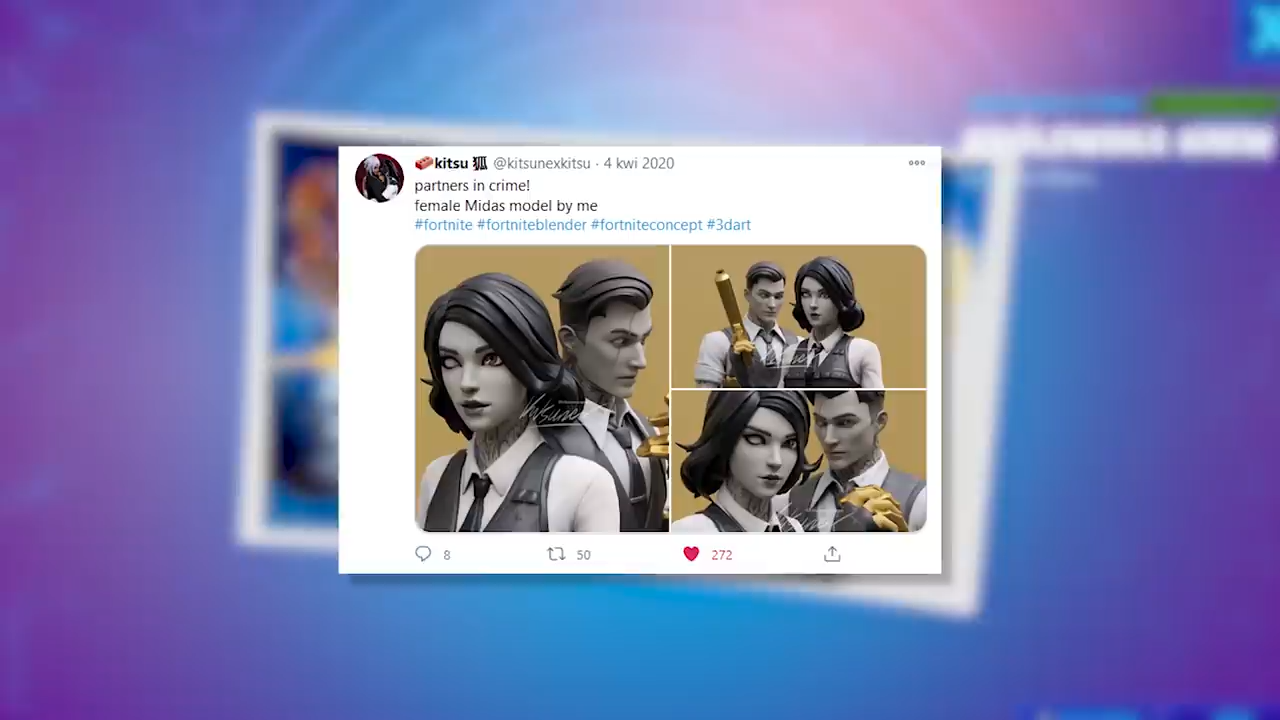 kitsu 狐 @kitsunexkitsu · 4 kwi 2020
partners in crime!
female Midas model by me
#fortnite #fortniteblender #fortniteconcept #3dart
8 50 272